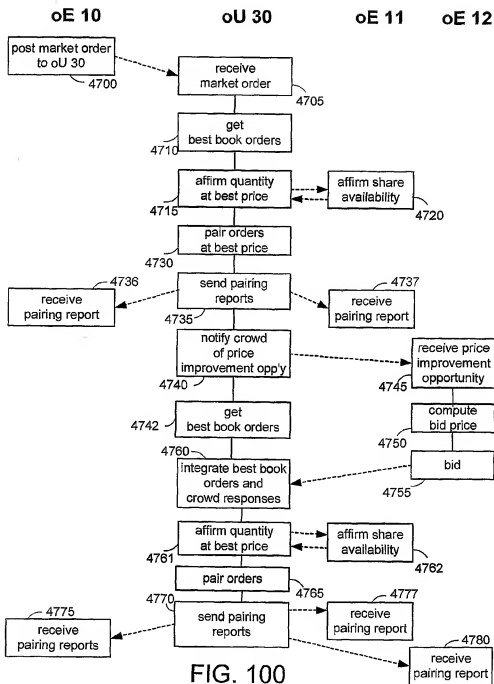 oE 10 oU 30 oE 11 oE 12
post market order
to oU 30
4700
receive
market order
4705
get
best book orders
4710
affirm quantity
at best price
4715
affirm share
availability
4720
pair orders
at best price
4730
4736
receive
pairing report
send pairing
reports
4735
4737
receive
pairing report
notify crowd
of price
improvement opp'y
4740
receive price
improvement
opportunity
4745
4742
get
best book orders
compute
bid price
4750
4760
integrate best book
orders and
crowd responses
bid
4755
affirm quantity
at best price
4761
affirm share
availability
4762
pair orders
4765
4770
send pairing
reports
4775
receive
pairing reports
4777
receive
pairing report
4780
receive
pairing report
FIG. 100